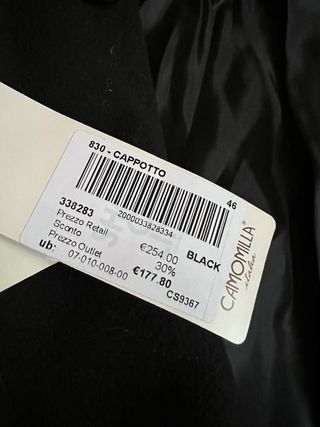 830 - CAPPOTTO
46
2000033828334
338283
BLACK
Prezzo Retail €254.00
Sconto 30%
Prezzo Outlet €177.80
ub: 07-010-008-00 CS9367
CAMOMILLA®
italia